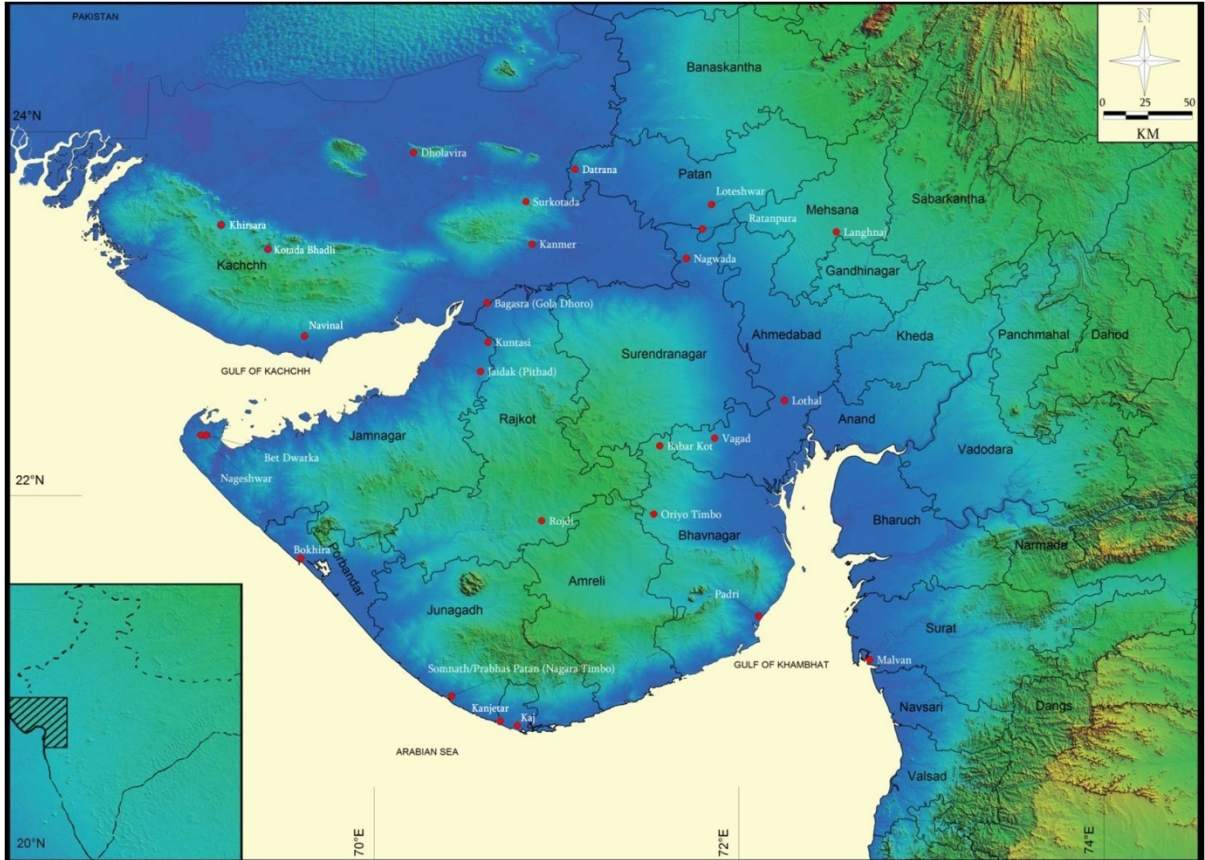 PAKISTAN
N
0 25 50
KM
Banaskantha
24°N
Dholavira
Datrana
Patan
Loteshwar
Surkotada
Mehsana
Sabarkantha
Ratanpura
Khirsara
Langhnaj
Kanmer
Kotada Bhadli
Nagwada
Kachchh
Gandhinagar
Bagasra (Gola Dhoro)
Navinal
Ahmedabad
Kheda
Panchmahal
Dahod
Kuntasi
Surendranagar
GULF OF KACHCHH
Jaidak (Pithad)
Lothal
Rajkot
Anand
Jamnagar
Vagad
Babar Kot
Vadodara
Bet Dwarka
Nageshwar
22°N
Oriyo Timbo
Rojdi
Bharuch
Bhavnagar
Narmada
Bokhira
Porbandar
Amreli
Junagadh
Padri
Surat
Malvan
GULF OF KHAMBHAT
Somnath/Prabhas Patan (Nagara Timbo)
Kanjetar
Kaj
Navsari
Dangs
ARABIAN SEA
Valsad
20°N
70°E
72°E
74°E